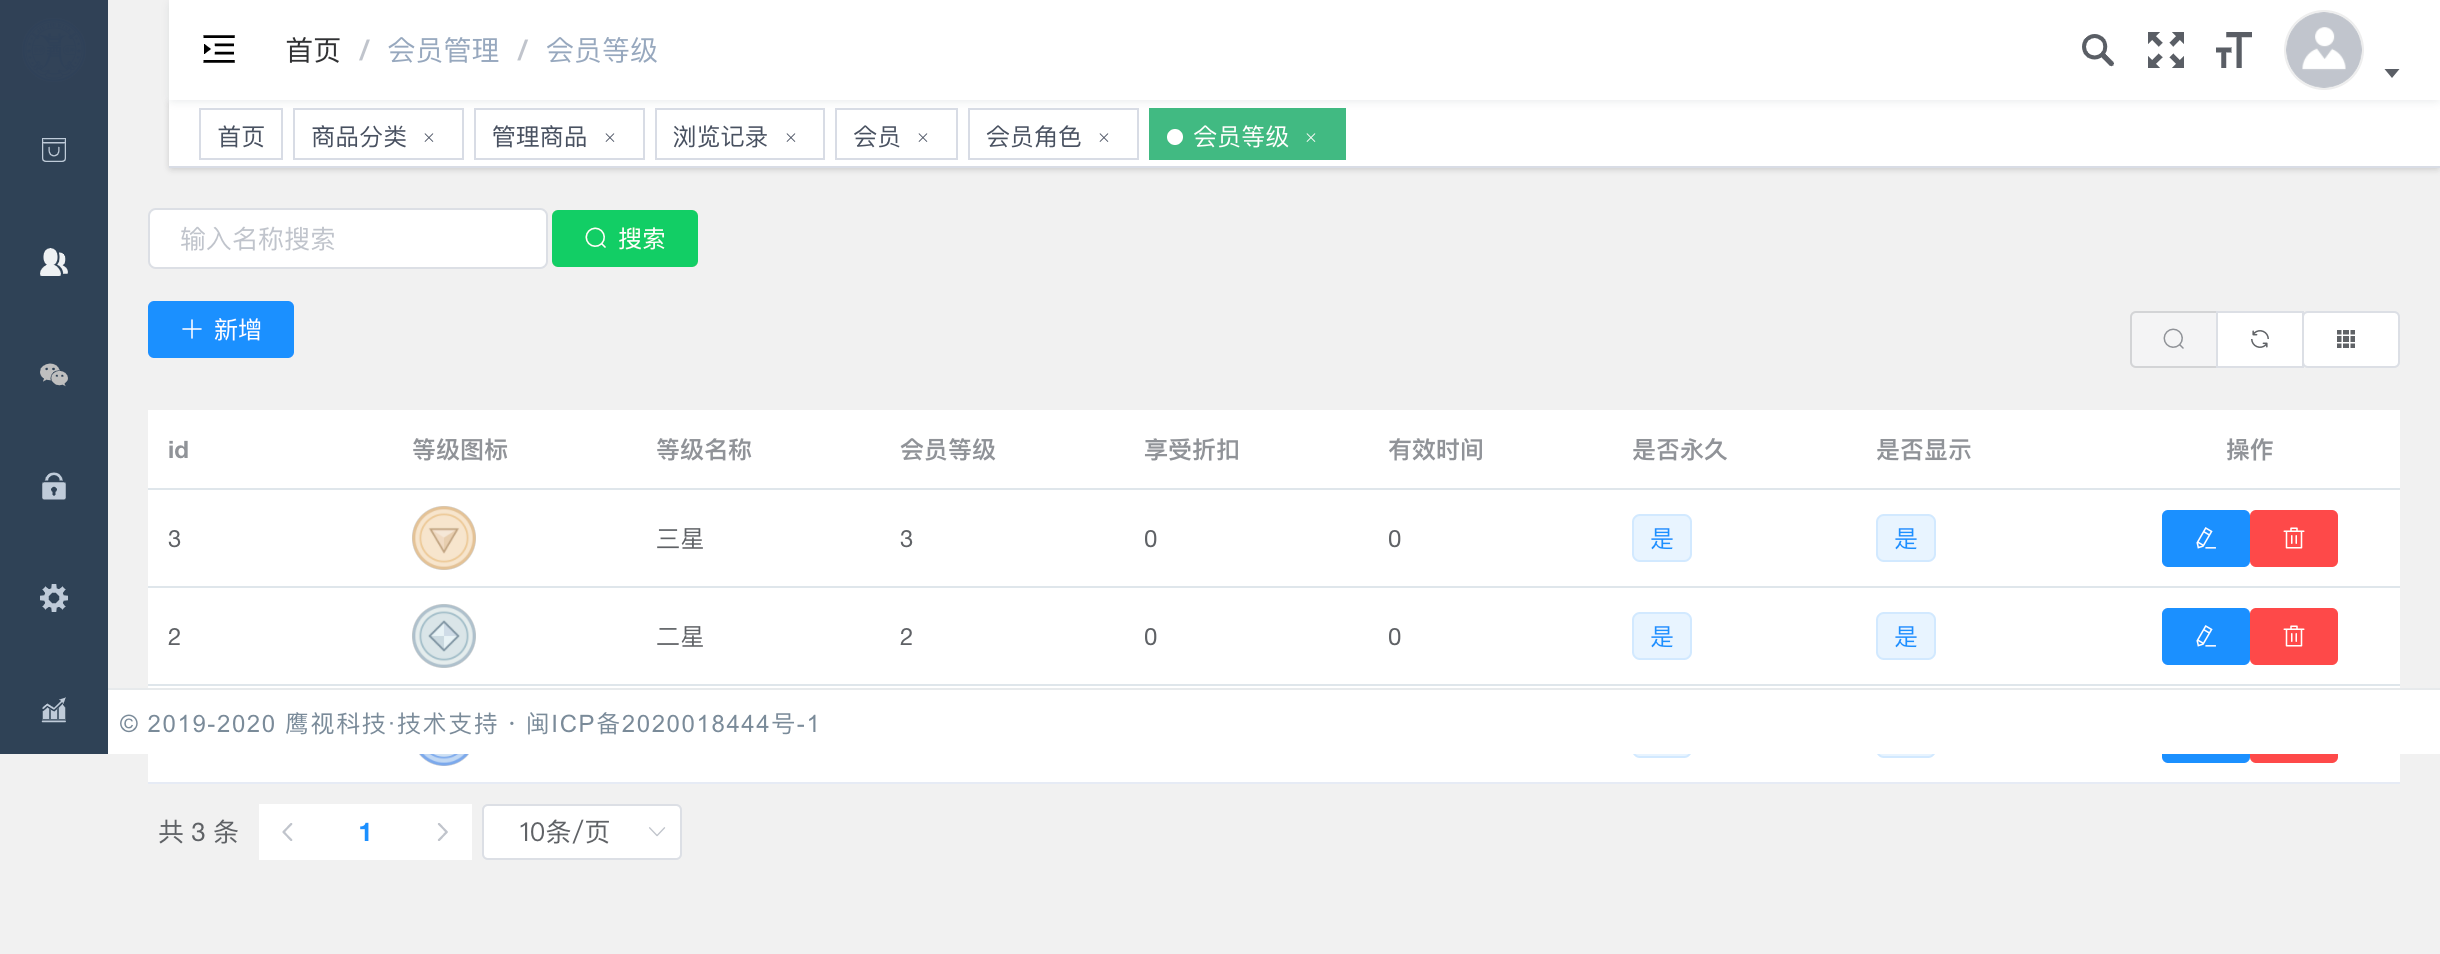 首页 / 会员管理 / 会员等级
首页 商品分类 × 管理商品 × 浏览记录 × 会员 × 会员角色 × 会员等级 ×
输入名称搜索 搜索
新增
id 等级图标 等级名称 会员等级 享受折扣 有效时间 是否永久 是否显示 操作
3 三星 3 0 0 是 是
2 二星 2 0 0 是 是
© 2019-2020 鹰视科技·技术支持 · 闽ICP备2020018444号-1
共 3 条 1 10条/页